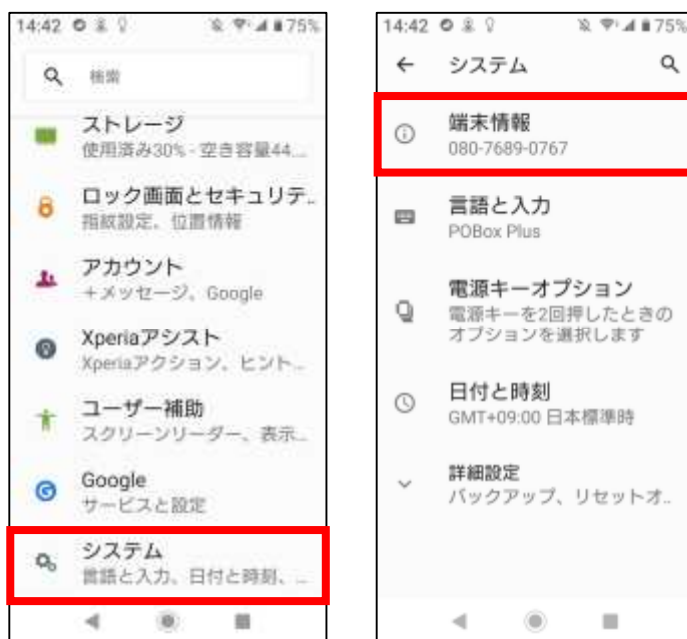 14:42
75%
検索
ストレージ
使用済み30% - 空き容量44...
ロック画面とセキュリテ..
指紋設定、位置情報
アカウント
+メッセージ、Google
Xperiaアシスト
Xperiaアクション、ヒント...
ユーザー補助
スクリーンリーダー、表示...
Google
サービスと設定
システム
言語と入力、日付と時刻、...
14:42
75%
システム
端末情報
080-7689-0767
言語と入力
POBox Plus
電源キーオプション
電源キーを2回押したときの
オプションを選択します
日付と時刻
GMT+09:00 日本標準時
詳細設定
バックアップ、リセットオ..